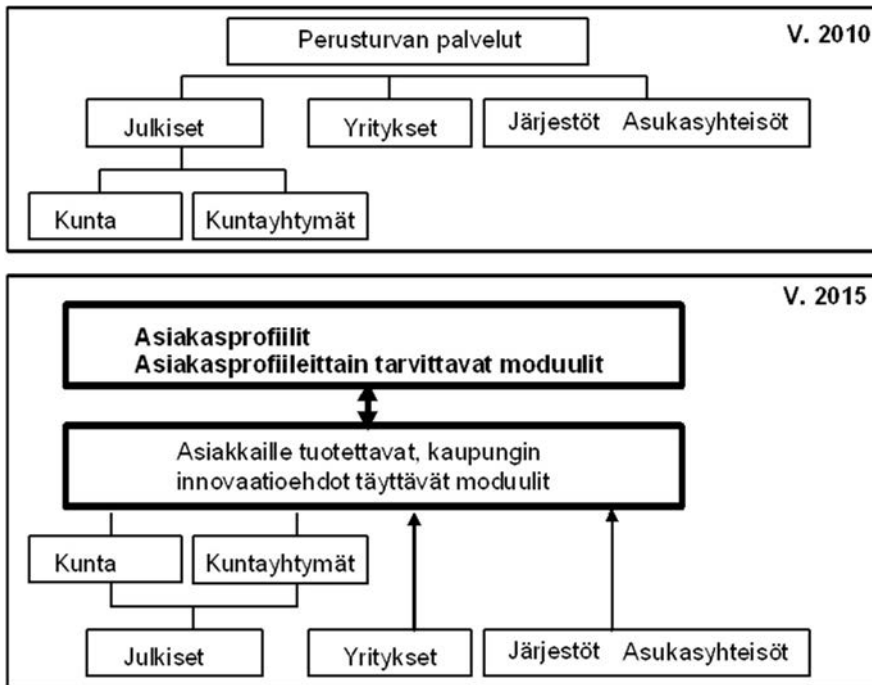 V. 2010
Perusturvan palvelut
Julkiset
Yritykset
Järjestöt Asukasyhteisöt
Kunta
Kuntayhtymät
V. 2015
Asiakasprofiilit
Asiakasprofiileittain tarvittavat moduulit
Asiakkaille tuotettavat, kaupungin
innovaatioehdot täyttävät moduulit
Kunta
Kuntayhtymät
Julkiset
Yritykset
Järjestöt Asukasyhteisöt